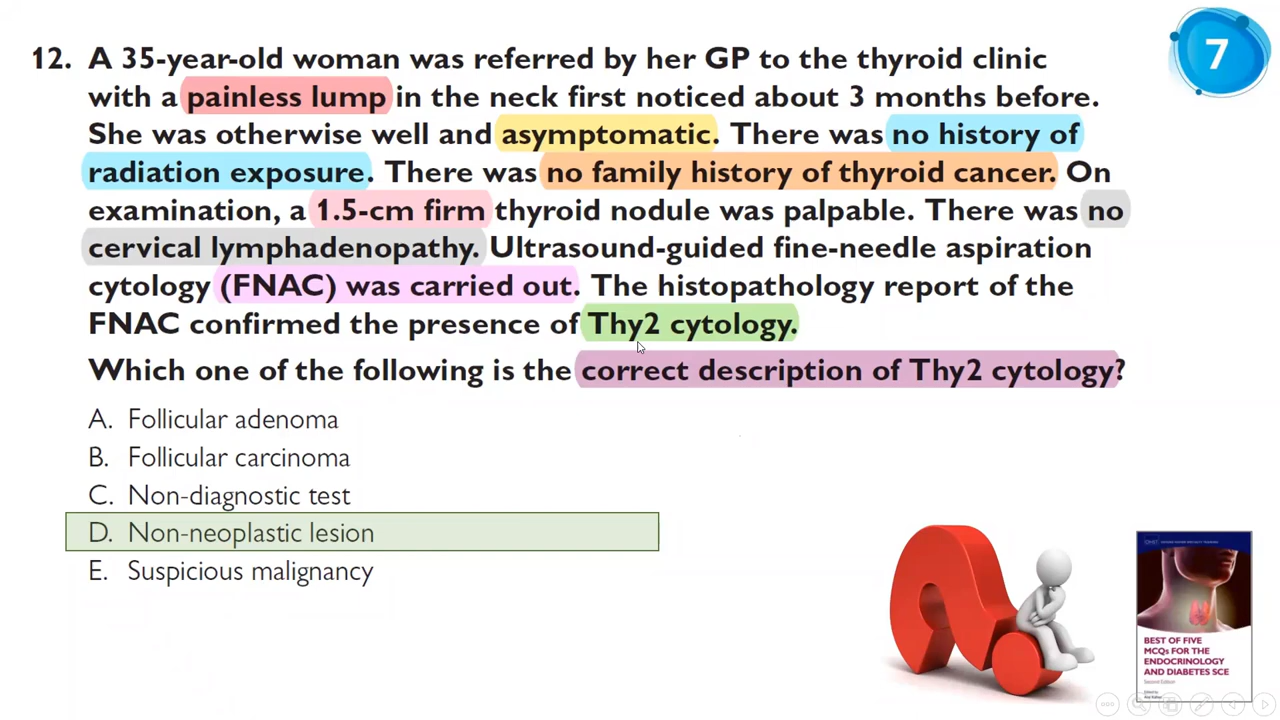 7
12. A 35-year-old woman was referred by her GP to the thyroid clinic
with a painless lump in the neck first noticed about 3 months before.
She was otherwise well and asymptomatic. There was no history of
radiation exposure. There was no family history of thyroid cancer. On
examination, a 1.5-cm firm thyroid nodule was palpable. There was no
cervical lymphadenopathy. Ultrasound-guided fine-needle aspiration
cytology (FNAC) was carried out. The histopathology report of the
FNAC confirmed the presence of Thy2 cytology.
Which one of the following is the correct description of Thy2 cytology?
A. Follicular adenoma
B. Follicular carcinoma
C. Non-diagnostic test
D. Non-neoplastic lesion
E. Suspicious malignancy
BEST OF FIVE
MCQs FOR THE
ENDOCRINOLOGY
AND DIABETES SCE
Second Edition